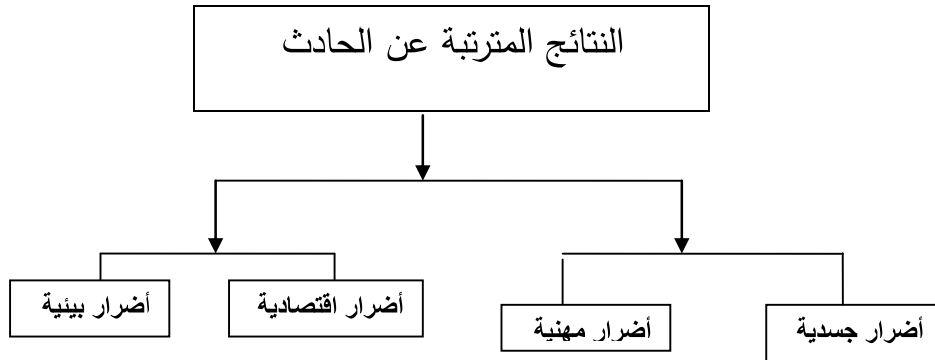 النتائج المترتبة عن الحادث
أضرار جسدية
أضرار مهنية
أضرار اقتصادية
أضرار بيئية